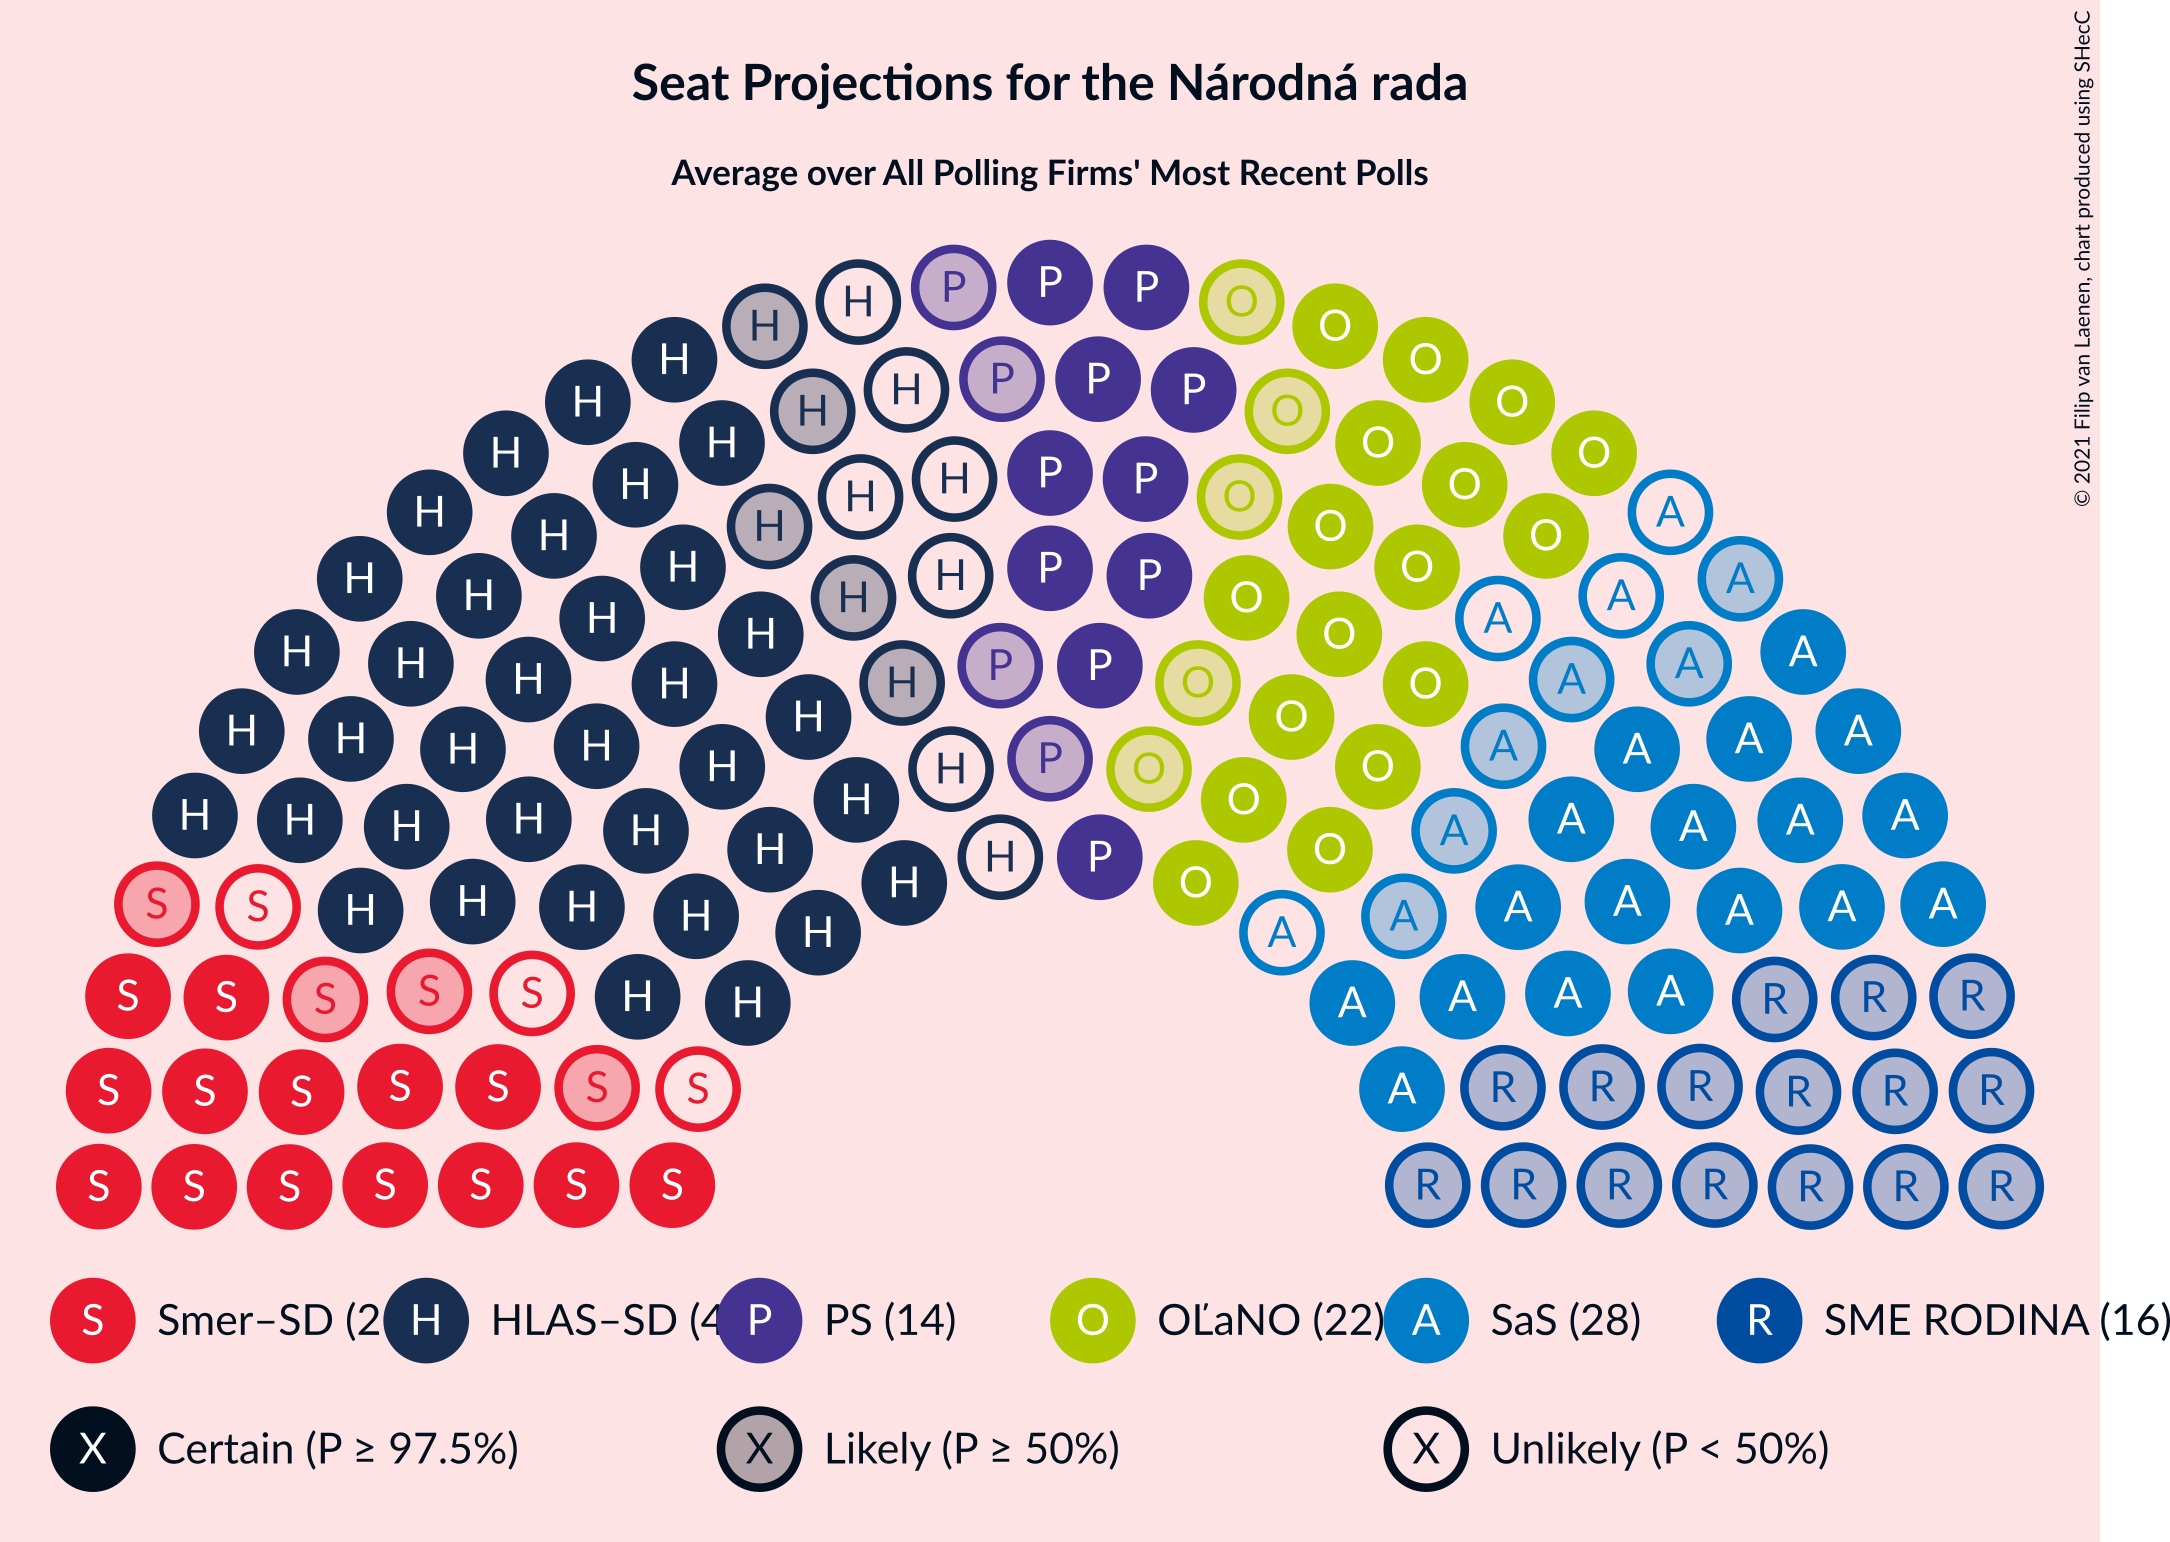 Seat Projections for the Národná rada
Average over All Polling Firms' Most Recent Polls
© 2021 Filip van Laenen, chart produced using SHecC
H H P P P O O
H H O
H H P P P O O
H H O
H H H P P O O O
H H H P P O O A
H H H H O O O A A A
H H H H P P O O O A A A
H H H H H O O A A A A
H H H H H P O O A A A A
H H H H H H P O O A A A A A
S S H H H H H H H P O A A A A A A A A
S S S S S H H A A A A R R R
S S S S S S S A R R R R R R
S S S S S S S R R R R R R R
S Smer–SD (2 H HLAS–SD (4 P PS (14) O OĽaNO (22) A SaS (28) R SME RODINA (16)
X Certain (P ≥ 97.5%) X Likely (P ≥ 50%) X Unlikely (P < 50%)